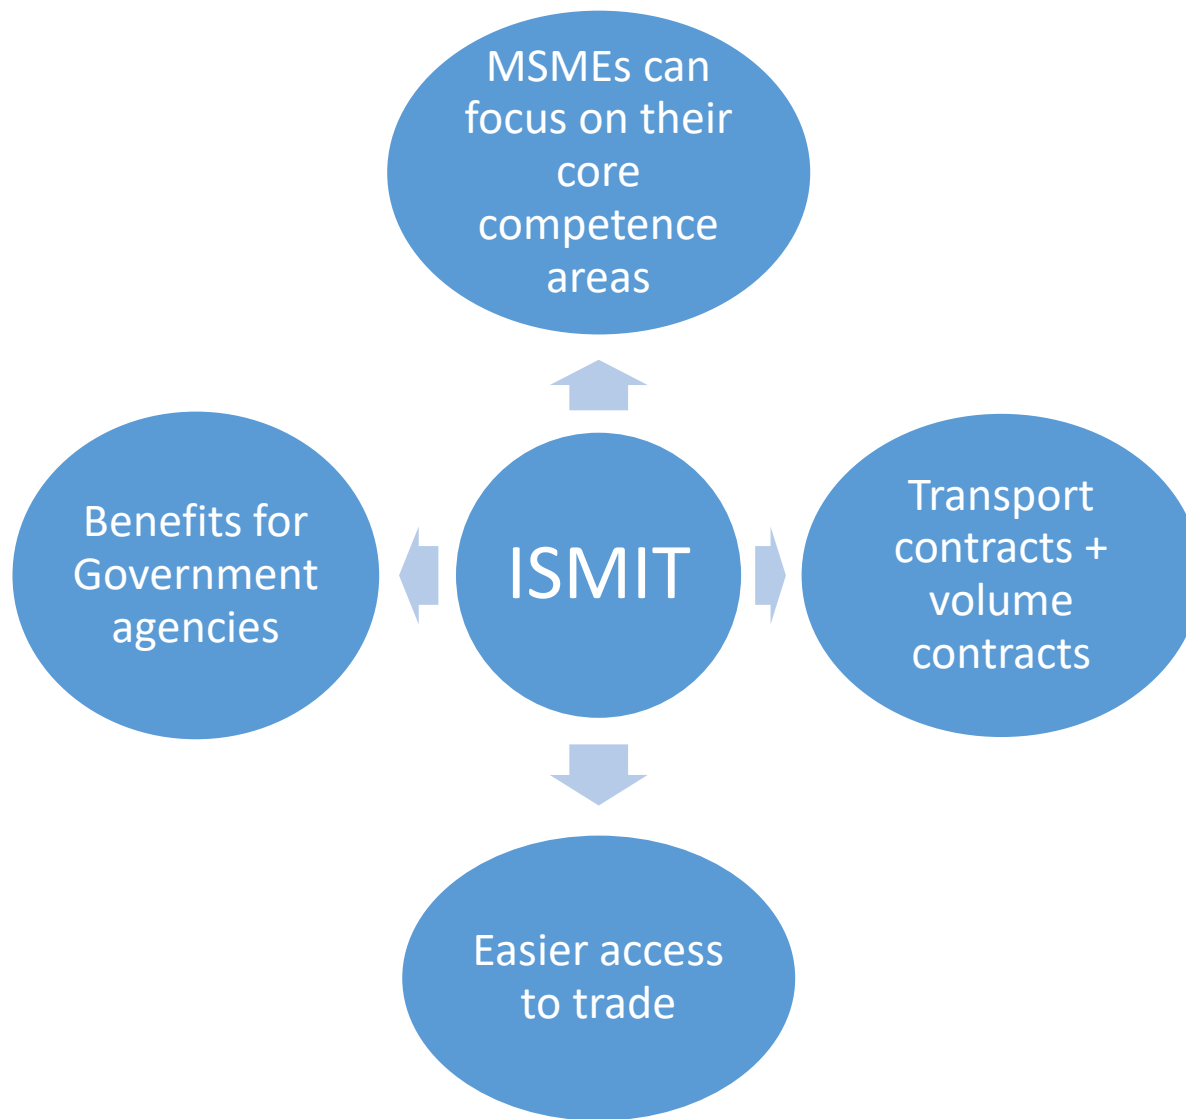 MSMEs can
focus on their
core
competence
areas
Benefits for
Government
agencies
ISMIT
Transport
contracts +
volume
contracts
Easier access
to trade